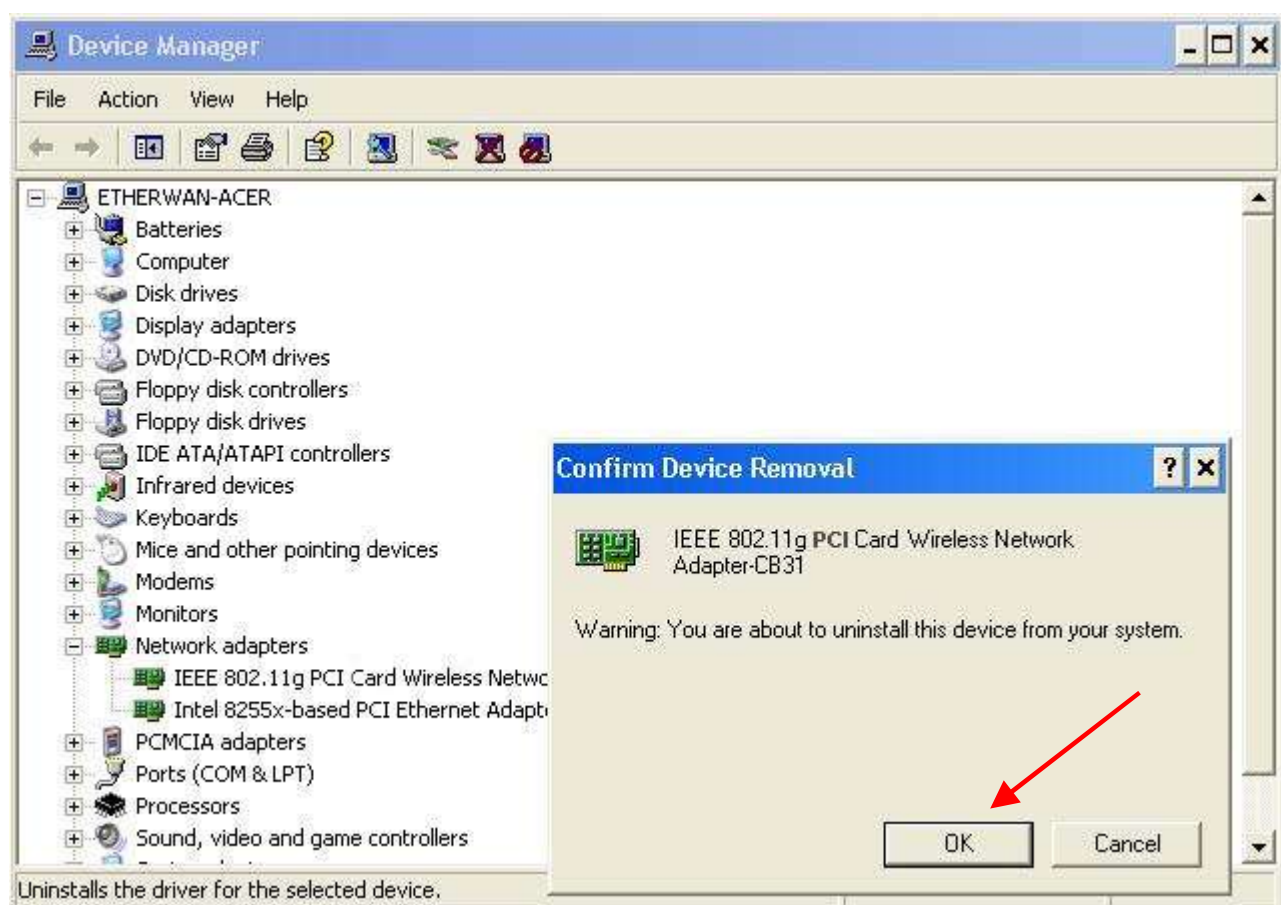 Device Manager
File Action View Help
ETHERWAN-ACER
Batteries
Computer
Disk drives
Display adapters
DVD/CD-ROM drives
Floppy disk controllers
Floppy disk drives
IDE ATA/ATAPI controllers
Infrared devices
Keyboards
Mice and other pointing devices
Modems
Monitors
Network adapters
IEEE 802.11g PCI Card Wireless Netwo
Intel 8255x-based PCI Ethernet Adapt
PCMCIA adapters
Ports (COM & LPT)
Processors
Sound, video and game controllers
Uninstalls the driver for the selected device.
Confirm Device Removal
IEEE 802.11g PCI Card Wireless Network
Adapter-CB31
Warning: You are about to uninstall this device from your system.
OK Cancel